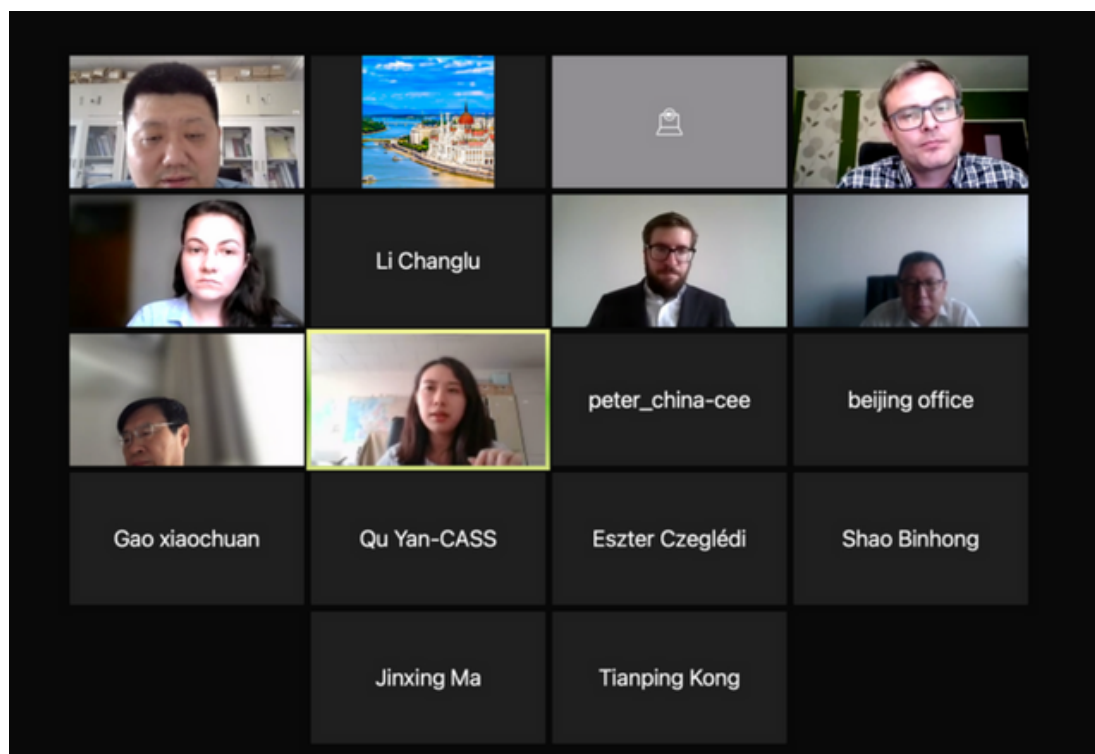 Li Changlu
peter_china-cee
beijing office
Gao xiaochuan
Qu Yan-CASS
Eszter Czeglédi
Shao Binhong
Jinxing Ma
Tianping Kong